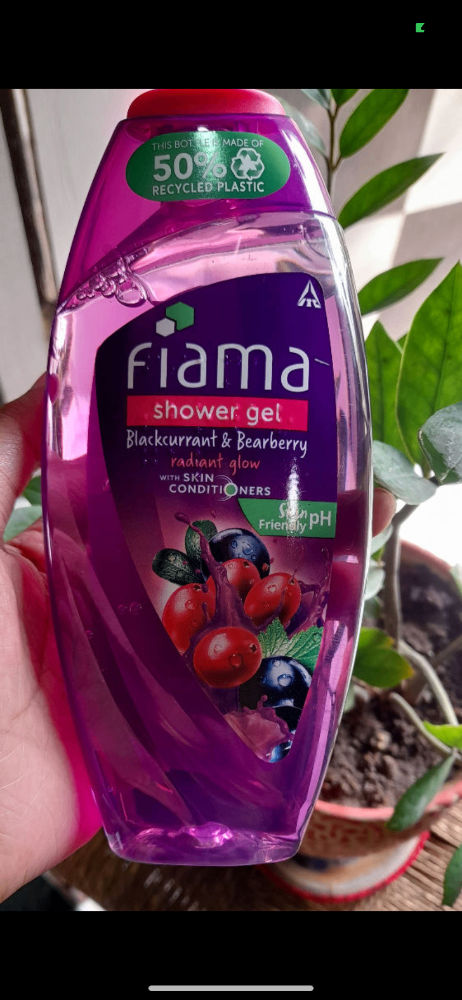 THIS BOTTLE IS MADE OF
50%
RECYCLED PLASTIC
ITC
fiama
shower gel
Blackcurrant & Bearberry
radiant glow
WITH SKIN
CONDITIONERS
Skin
Friendly pH